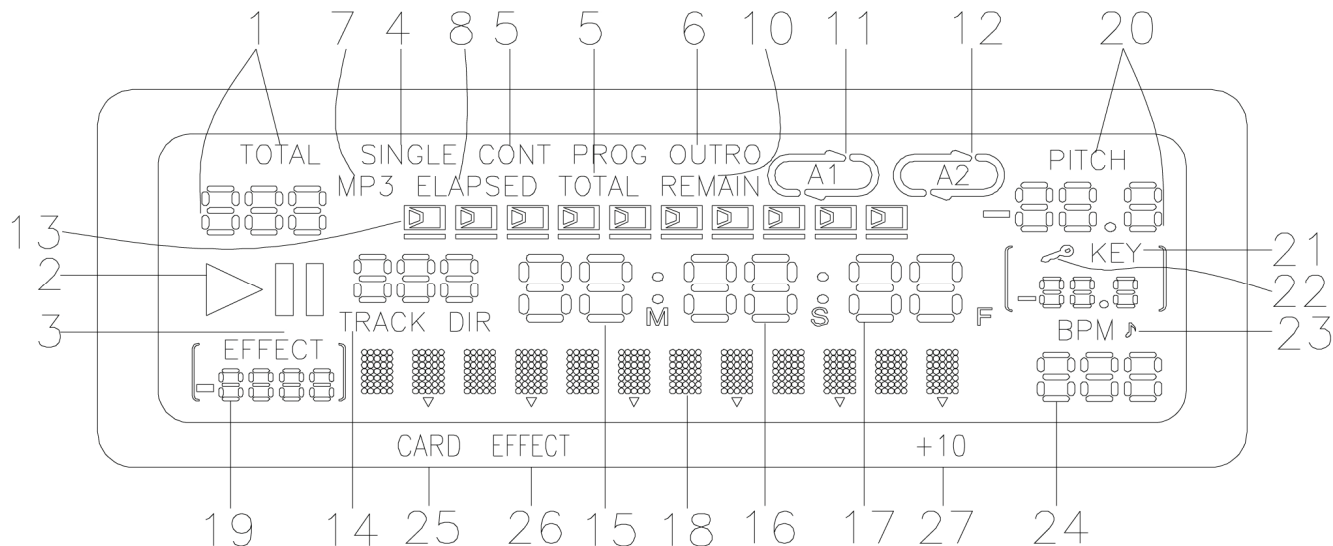 1 7 4 8 5 5 6 10 11 12 20
TOTAL SINGLE CONT PROG OUTRO A1 A2 PITCH
MP3 ELAPSED TOTAL REMAIN
13
KEY 21
2
22
3 TRACK DIR M S F
BPM 23
EFFECT
CARD EFFECT +10
19 14 25 26 15 18 16 17 27 24